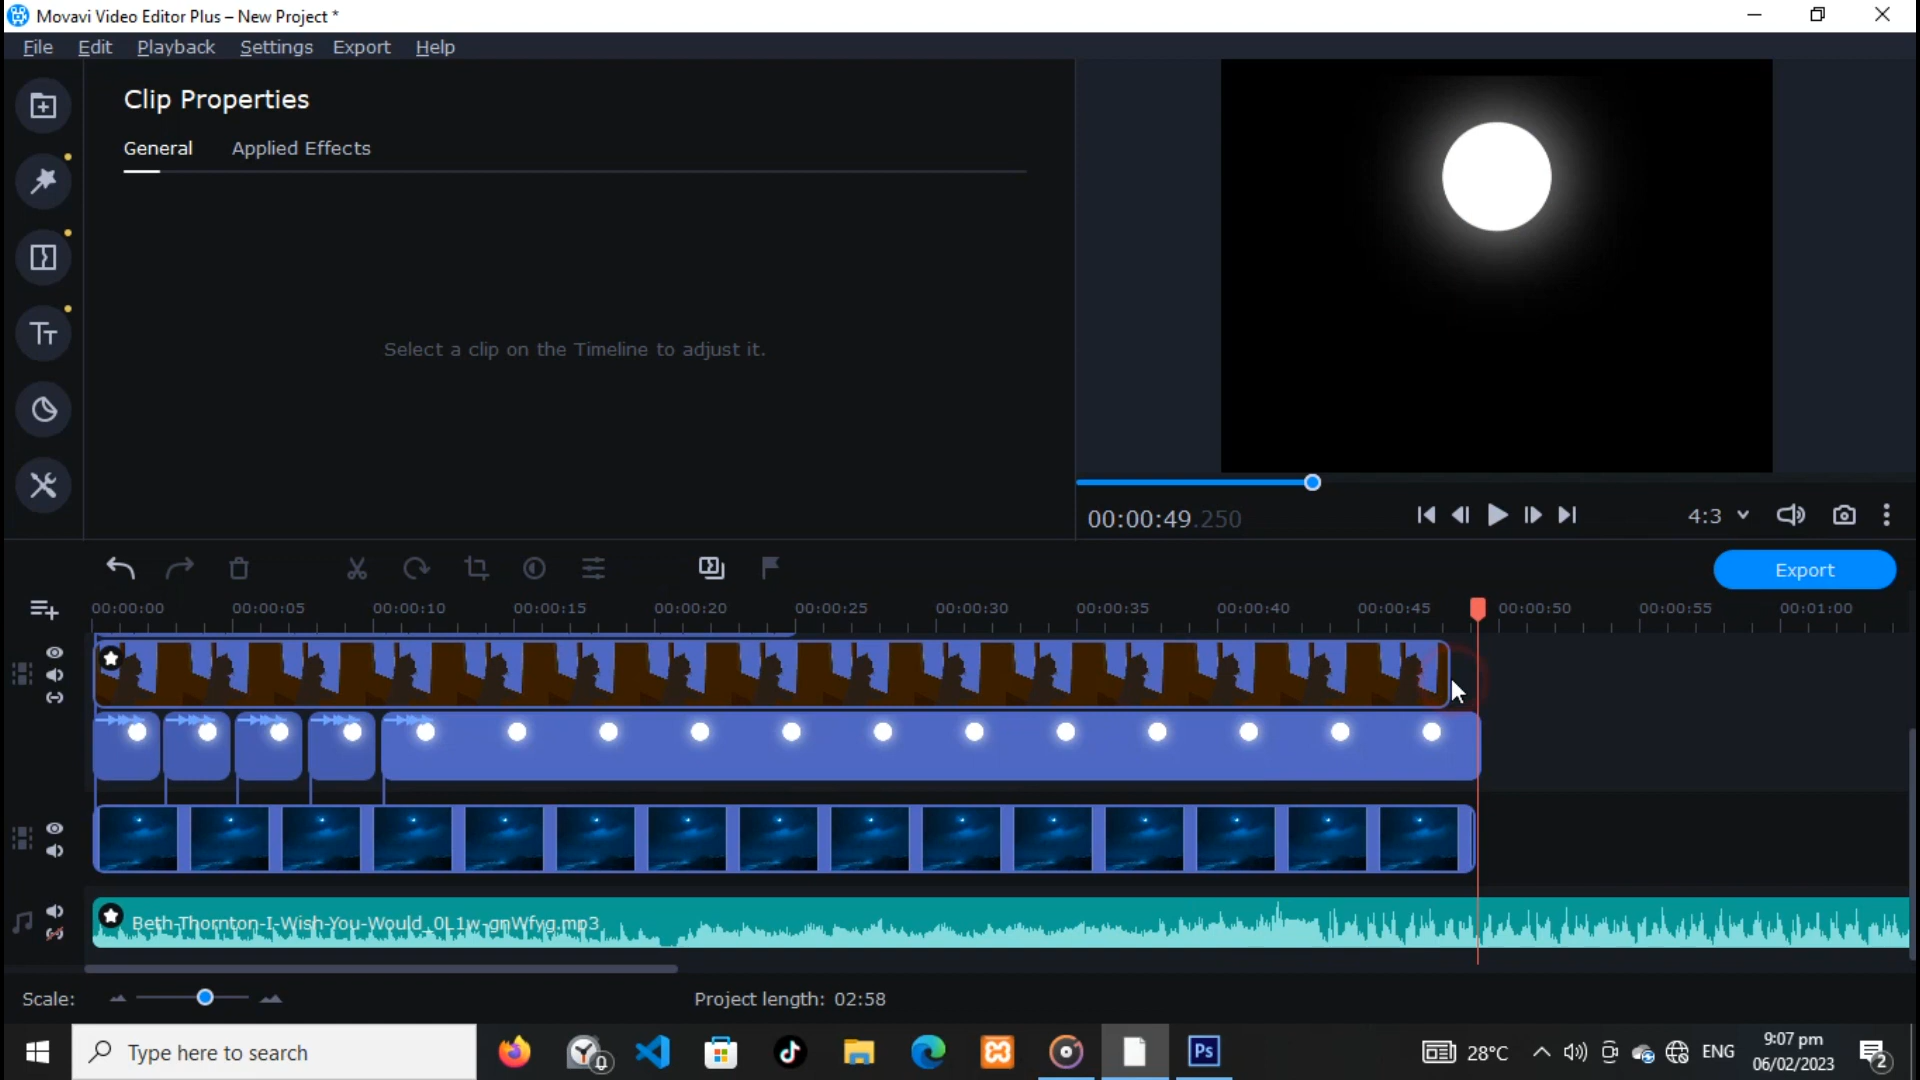 Movavi Video Editor Plus – New Project *
File Edit Playback Settings Export Help
Clip Properties
General Applied Effects
Select a clip on the Timeline to adjust it.
00:00:49.250
4:3
Export
00:00:00 00:00:05 00:00:10 00:00:15 00:00:20 00:00:25 00:00:30 00:00:35 00:00:40 00:00:45 00:00:50 00:00:55 00:01:00
Beth-Thornton-I-Wish-You-Would_0L1w-gnWfyg.mp3
Scale:
Project length: 02:58
Type here to search
Ps
28°C
ENG
9:07 pm
06/02/2023
2